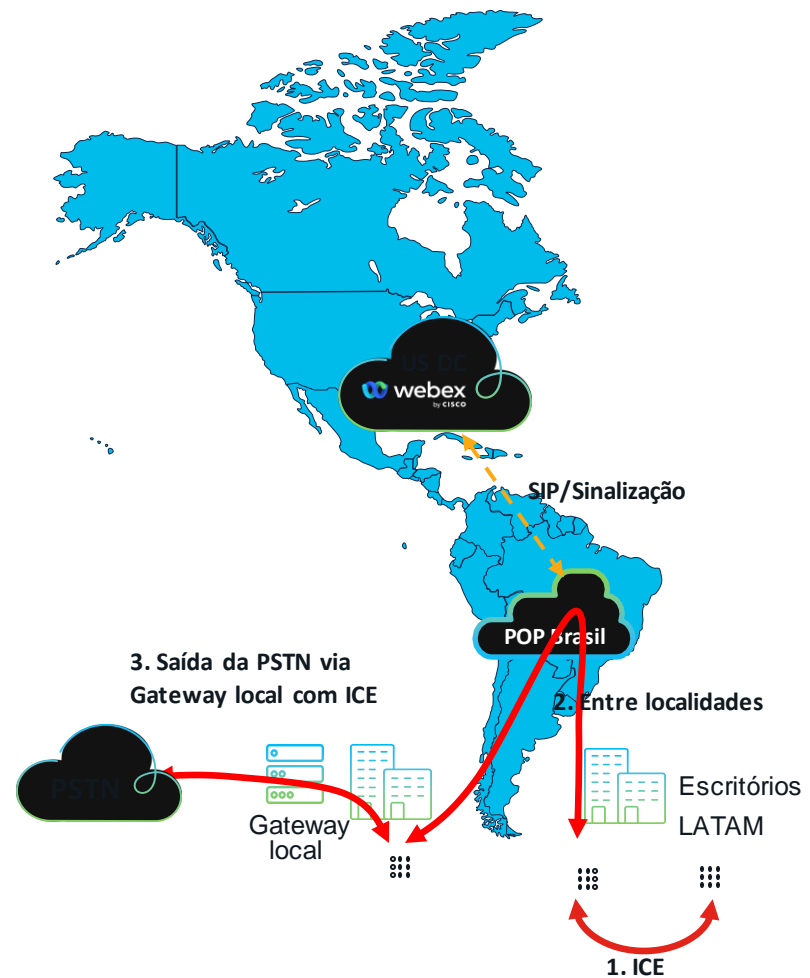 US DC
webex
by CISCO
SIP/Sinalização
POP Brasil
3. Saída da PSTN via
Gateway local com ICE
2. Entre localidades
PSTN
Gateway
local
Escritórios
LATAM
1. ICE